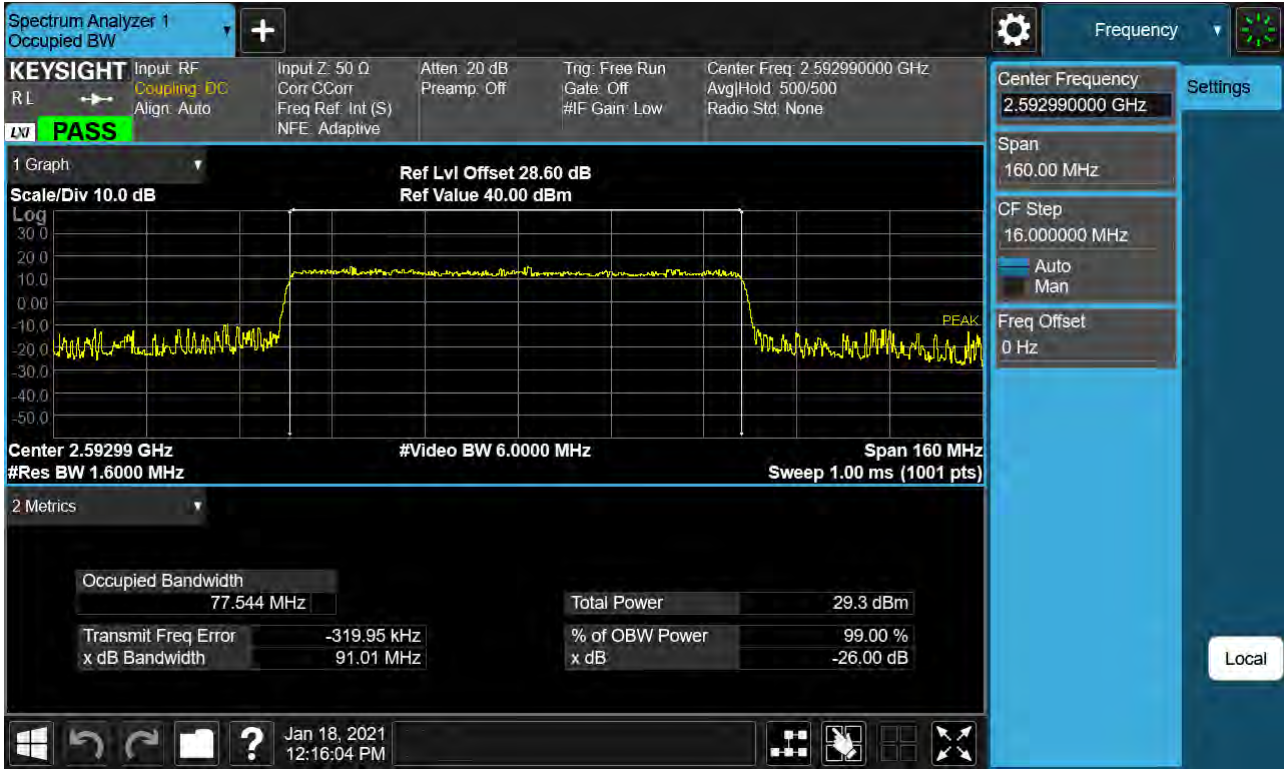 Spectrum Analyzer 1
Occupied BW
Frequency
KEYSIGHT
R L
LXI
PASS
Input: RF
Coupling: DC
Align: Auto
Input Z: 50 Ω
Corr CCorr
Freq Ref: Int (S)
NFE: Adaptive
Atten: 20 dB
Preamp: Off
Trig: Free Run
Gate: Off
#IF Gain: Low
Center Freq: 2.592990000 GHz
Avg|Hold: 500/500
Radio Std: None
Center Frequency
2.592990000 GHz
Settings
Span
160.00 MHz
CF Step
16.000000 MHz
Auto
Man
Freq Offset
0 Hz
1 Graph
Scale/Div 10.0 dB
Ref Lvl Offset 28.60 dB
Ref Value 40.00 dBm
Log
30.0
20.0
10.0
0.00
-10.0
-20.0
-30.0
-40.0
-50.0
PEAK
Center 2.59299 GHz
#Video BW 6.0000 MHz
Span 160 MHz
#Res BW 1.6000 MHz
Sweep 1.00 ms (1001 pts)
2 Metrics
Occupied Bandwidth
77.544 MHz
Total Power 29.3 dBm
Transmit Freq Error -319.95 kHz
% of OBW Power 99.00 %
x dB Bandwidth 91.01 MHz
x dB -26.00 dB
Local
Jan 18, 2021
12:16:04 PM